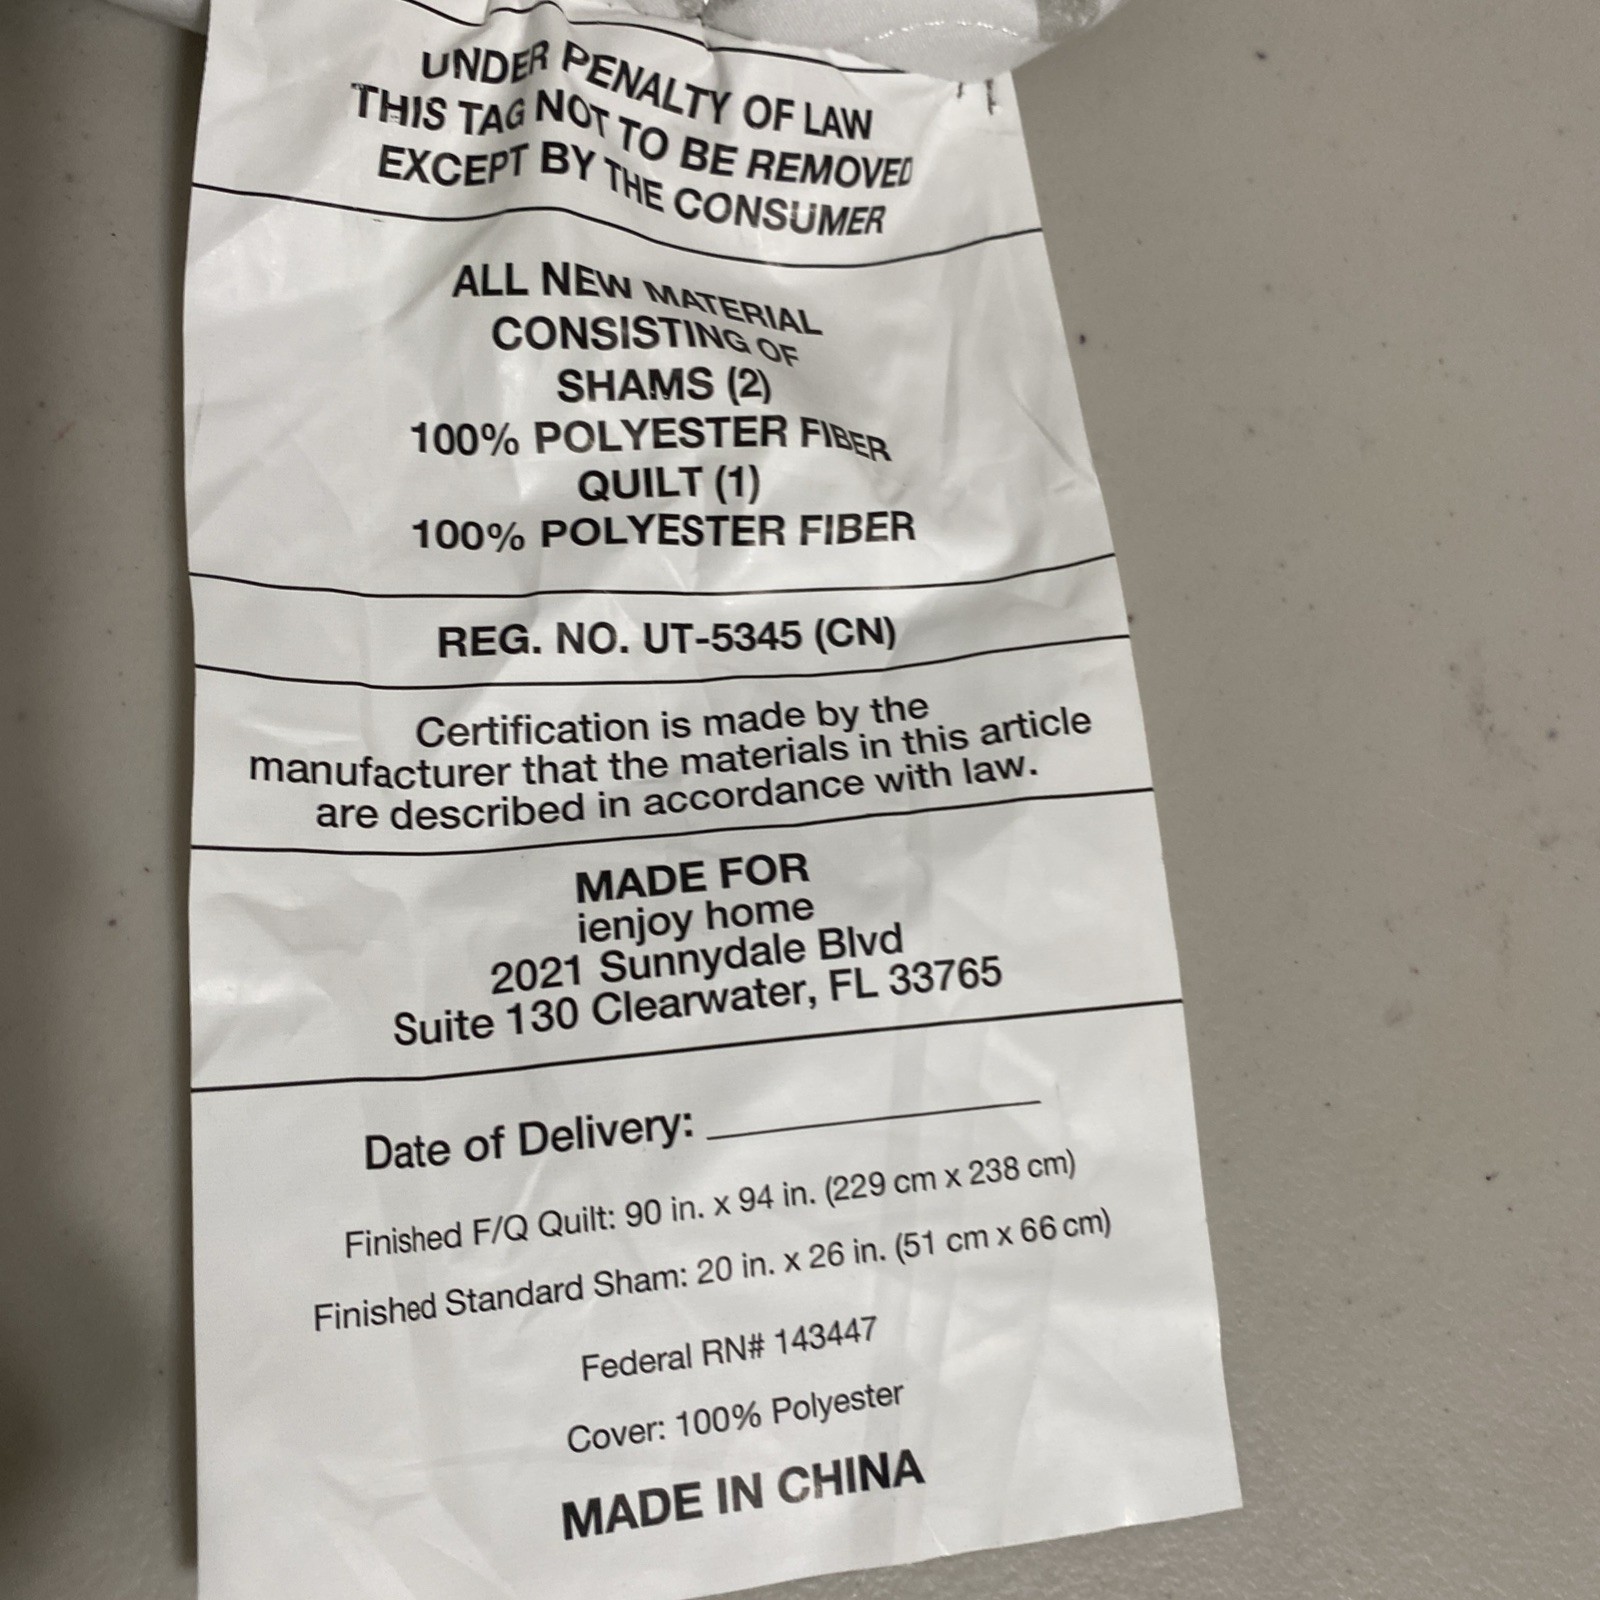 UNDER PENALTY OF LAW
THIS TAG NOT TO BE REMOVED
EXCEPT BY THE CONSUMER
ALL NEW MATERIAL
CONSISTING OF
SHAMS (2)
100% POLYESTER FIBER
QUILT (1)
100% POLYESTER FIBER
REG. NO. UT-5345 (CN)
Certification is made by the
manufacturer that the materials in this article
are described in accordance with law.
MADE FOR
ienjoy home
2021 Sunnydale Blvd
Suite 130 Clearwater, FL 33765
Date of Delivery:
Finished F/Q Quilt: 90 in. x 94 in. (229 cm x 238 cm)
Finished Standard Sham: 20 in. x 26 in. (51 cm x 66 cm)
Federal RN# 143447
Cover: 100% Polyester
MADE IN CHINA